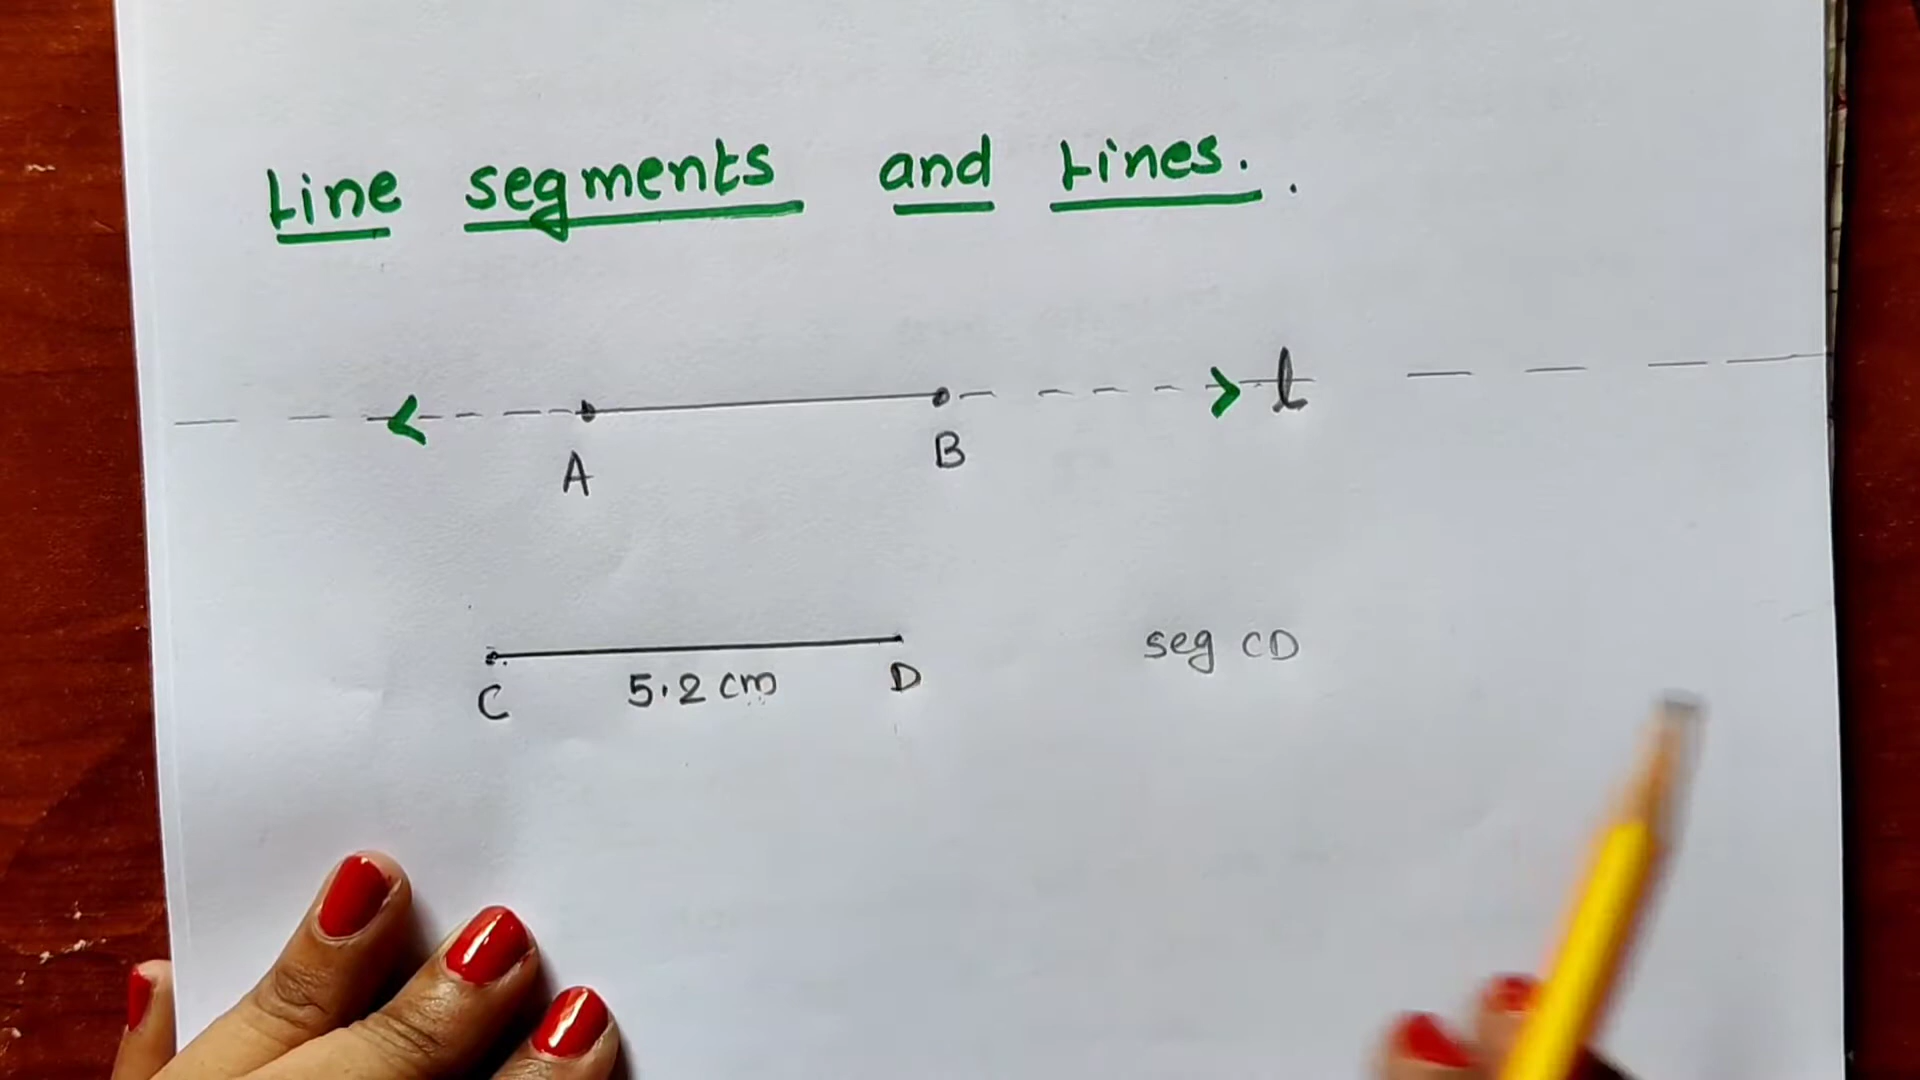 Line segments and Lines.
l
A B
seg CD
C 5.2 cm D